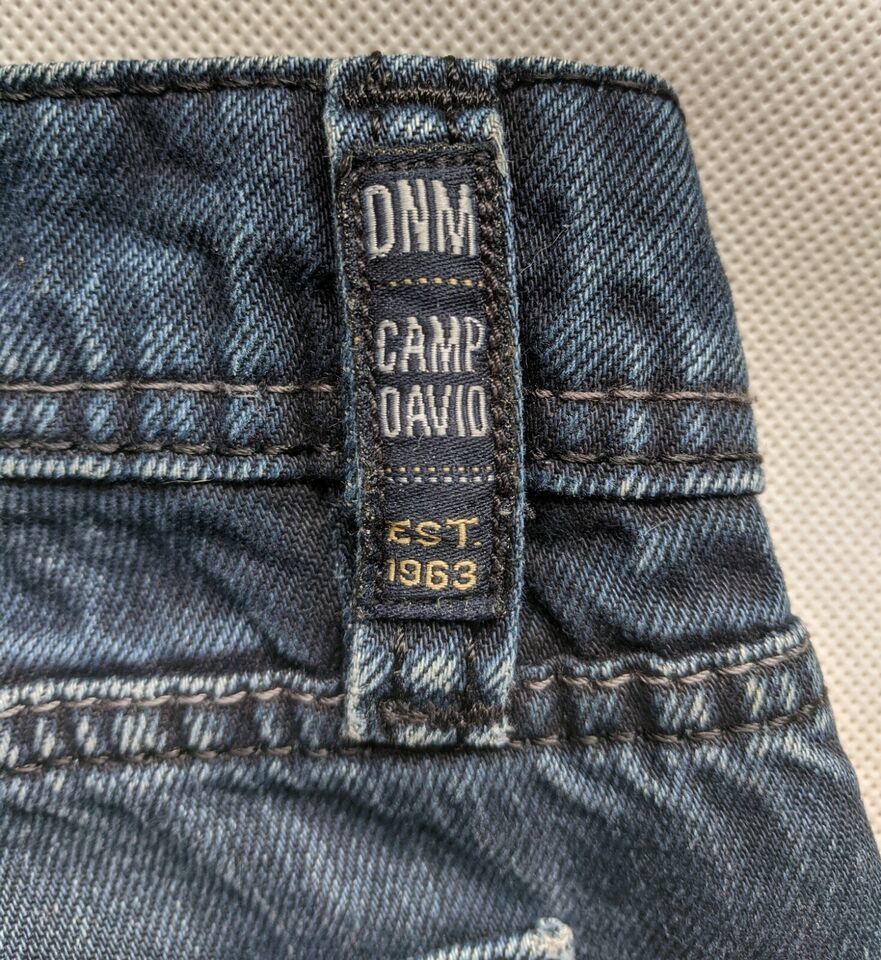 DNM
CAMP
DAVID
EST.
1963